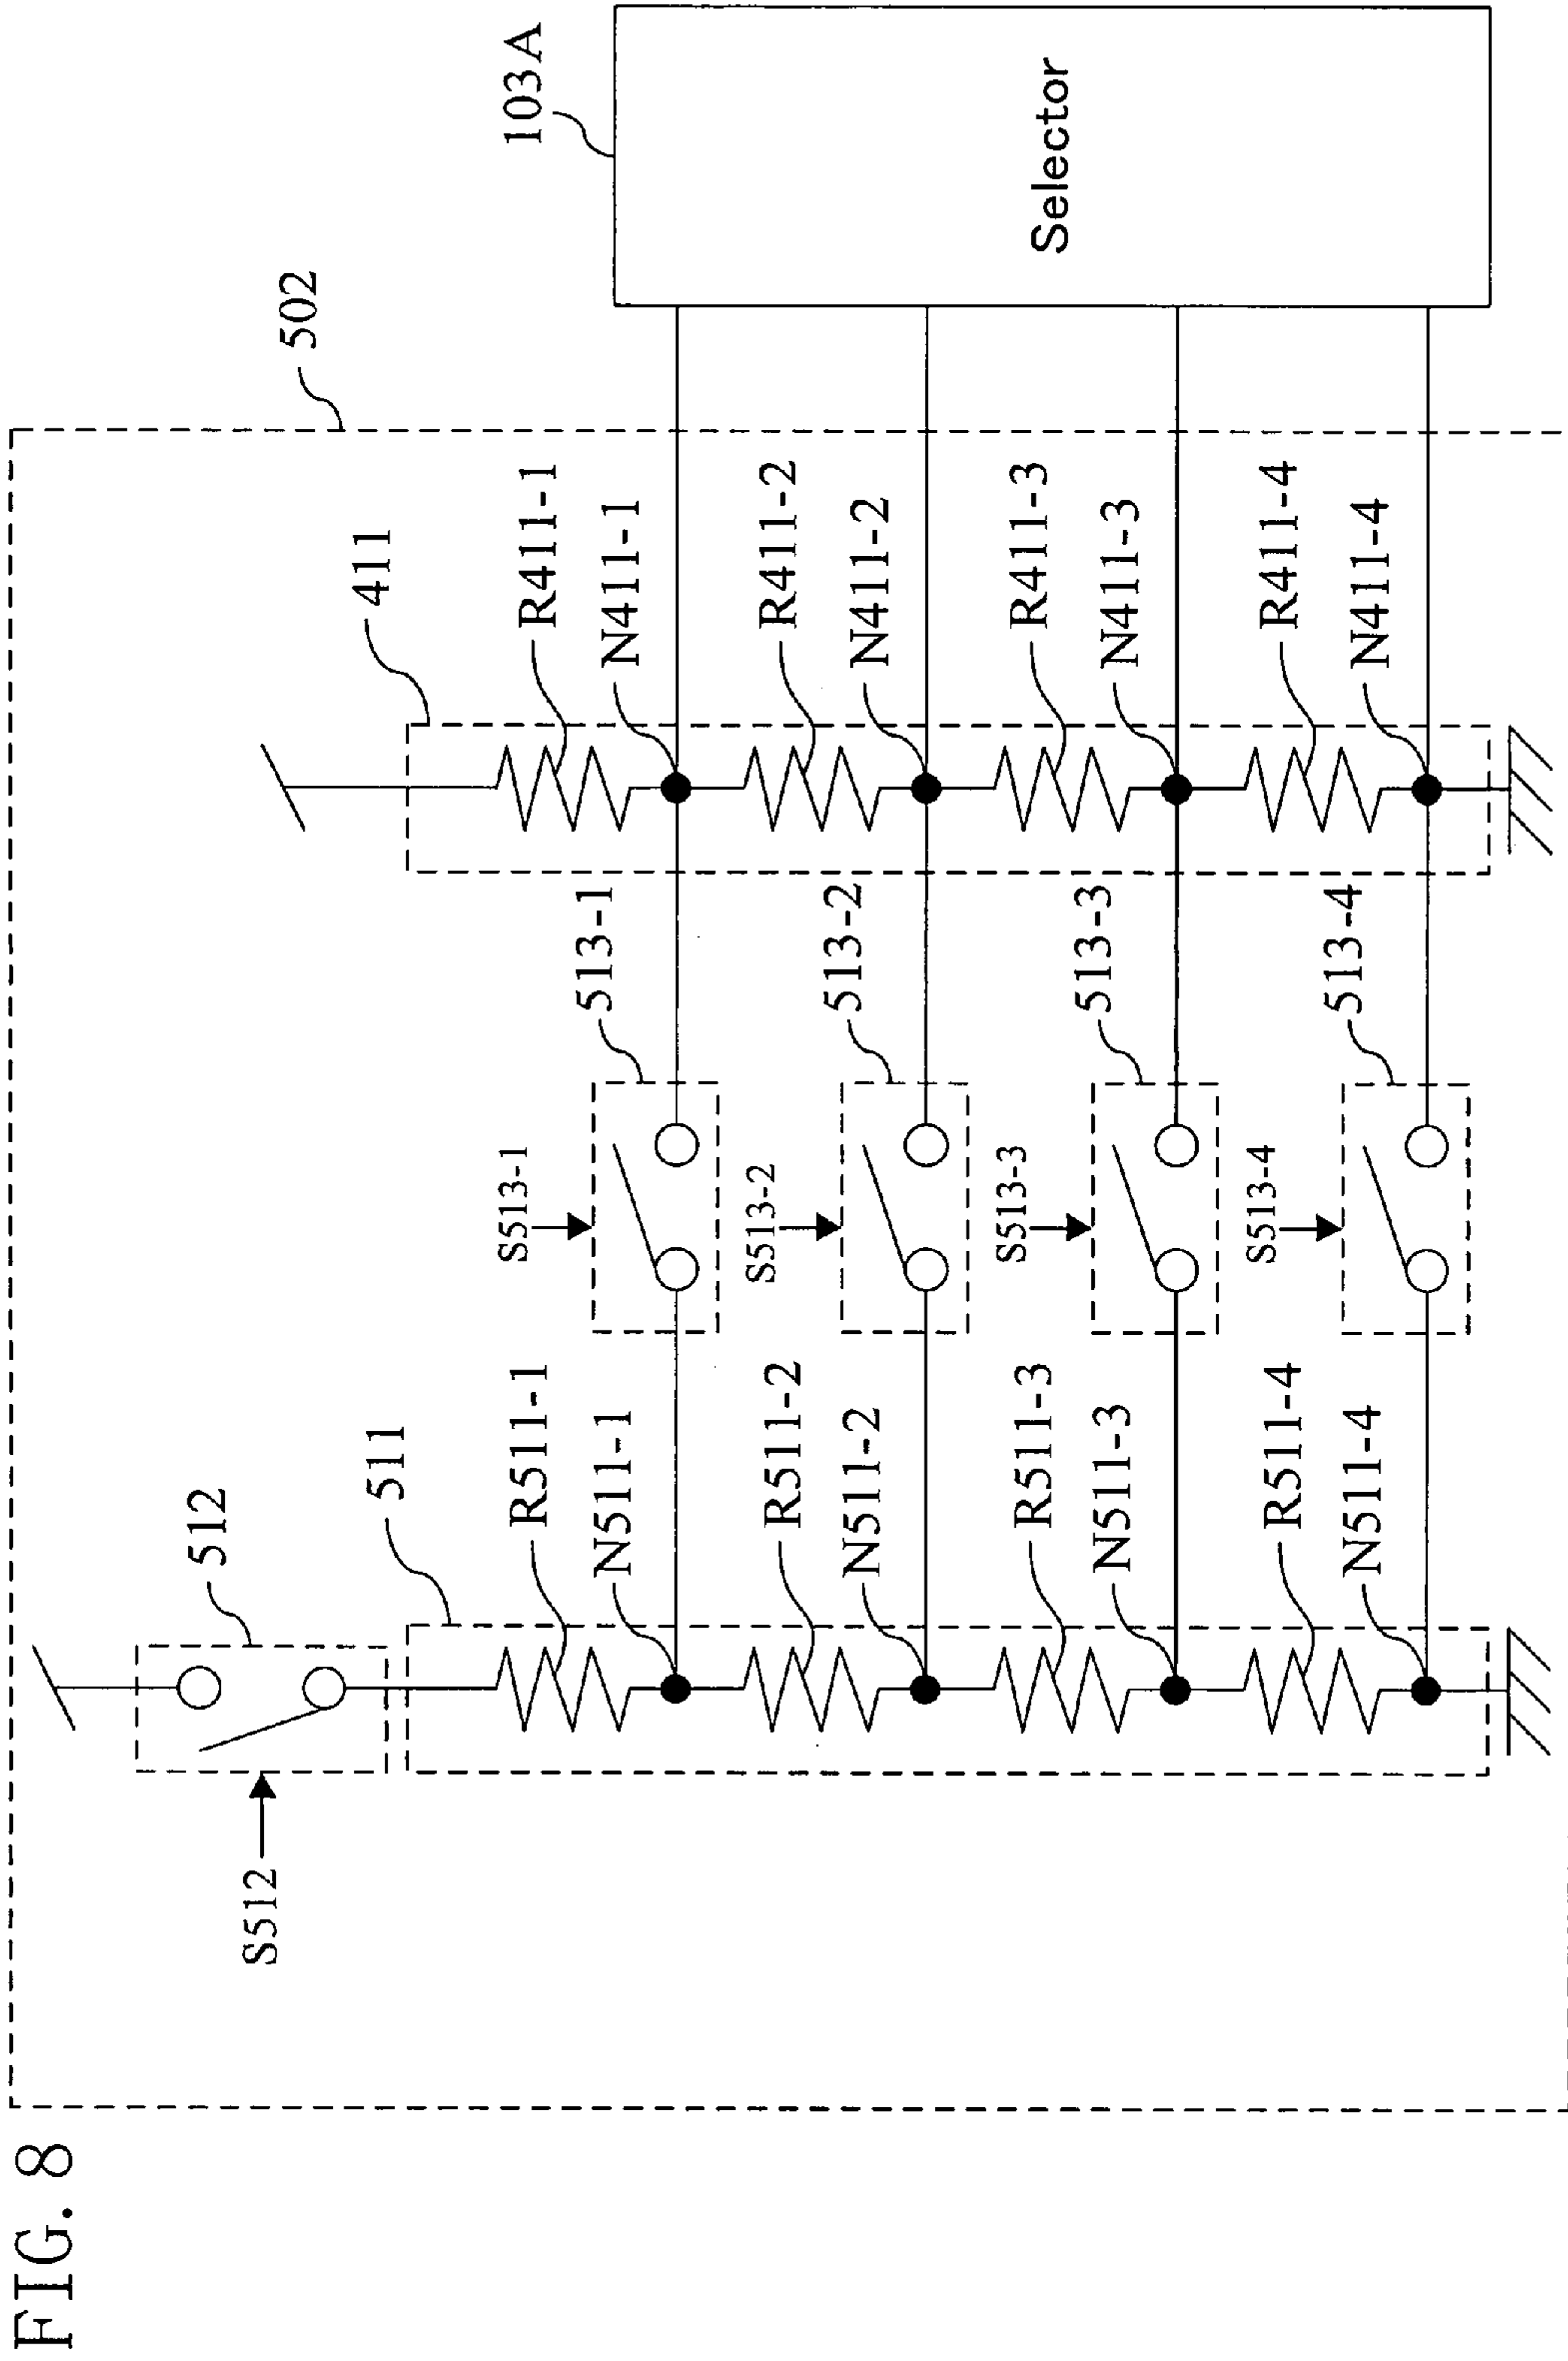 FIG. 8
502
103A
Selector
S512
512
511
411
R511-1
N511-1
S513-1
513-1
R411-1
N411-1
R511-2
N511-2
S513-2
513-2
R411-2
N411-2
R511-3
N511-3
S513-3
513-3
R411-3
N411-3
R511-4
N511-4
S513-4
513-4
R411-4
N411-4